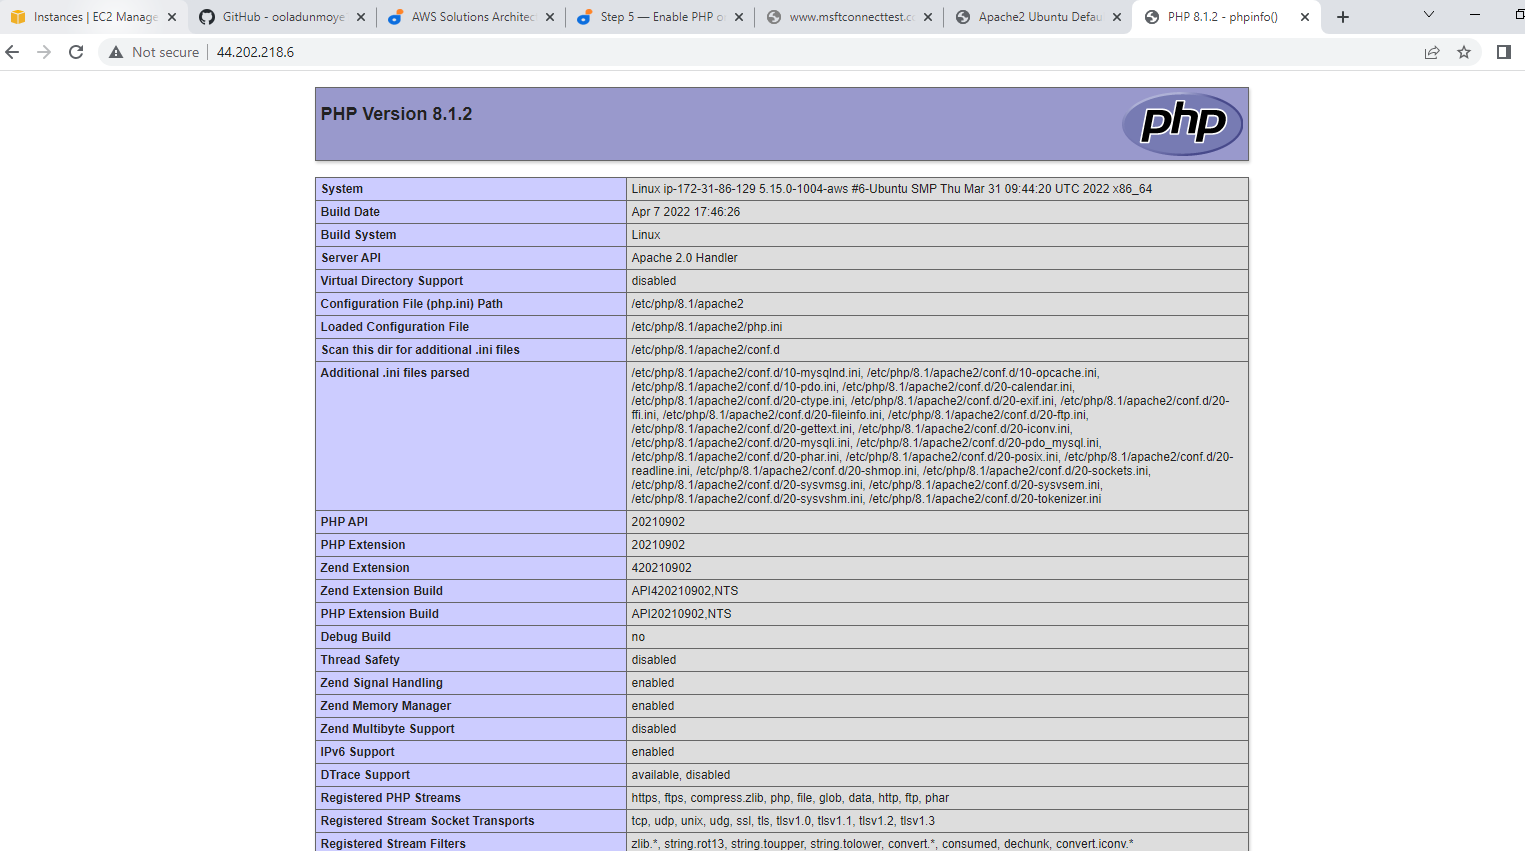 Instances | EC2 Manage
GitHub - ooladunmoye
AWS Solutions Architec
Step 5 — Enable PHP o
www.msftconnecttest.c
Apache2 Ubuntu Defau
PHP 8.1.2 - phpinfo()
Not secure
44.202.218.6
PHP Version 8.1.2
php
System Linux ip-172-31-86-129 5.15.0-1004-aws #6-Ubuntu SMP Thu Mar 31 09:44:20 UTC 2022 x86_64
Build Date Apr 7 2022 17:46:26
Build System Linux
Server API Apache 2.0 Handler
Virtual Directory Support disabled
Configuration File (php.ini) Path /etc/php/8.1/apache2
Loaded Configuration File /etc/php/8.1/apache2/php.ini
Scan this dir for additional .ini files /etc/php/8.1/apache2/conf.d
Additional .ini files parsed /etc/php/8.1/apache2/conf.d/10-mysqlnd.ini, /etc/php/8.1/apache2/conf.d/10-opcache.ini,
/etc/php/8.1/apache2/conf.d/10-pdo.ini, /etc/php/8.1/apache2/conf.d/20-calendar.ini,
/etc/php/8.1/apache2/conf.d/20-ctype.ini, /etc/php/8.1/apache2/conf.d/20-exif.ini, /etc/php/8.1/apache2/conf.d/20-
ffi.ini, /etc/php/8.1/apache2/conf.d/20-fileinfo.ini, /etc/php/8.1/apache2/conf.d/20-ftp.ini,
/etc/php/8.1/apache2/conf.d/20-gettext.ini, /etc/php/8.1/apache2/conf.d/20-iconv.ini,
/etc/php/8.1/apache2/conf.d/20-mysqli.ini, /etc/php/8.1/apache2/conf.d/20-pdo_mysql.ini,
/etc/php/8.1/apache2/conf.d/20-phar.ini, /etc/php/8.1/apache2/conf.d/20-posix.ini, /etc/php/8.1/apache2/conf.d/20-
readline.ini, /etc/php/8.1/apache2/conf.d/20-shmop.ini, /etc/php/8.1/apache2/conf.d/20-sockets.ini,
/etc/php/8.1/apache2/conf.d/20-sysvmsg.ini, /etc/php/8.1/apache2/conf.d/20-sysvsem.ini,
/etc/php/8.1/apache2/conf.d/20-sysvshm.ini, /etc/php/8.1/apache2/conf.d/20-tokenizer.ini
PHP API 20210902
PHP Extension 20210902
Zend Extension 420210902
Zend Extension Build API420210902,NTS
PHP Extension Build API20210902,NTS
Debug Build no
Thread Safety disabled
Zend Signal Handling enabled
Zend Memory Manager enabled
Zend Multibyte Support disabled
IPv6 Support enabled
DTrace Support available, disabled
Registered PHP Streams https, ftps, compress.zlib, php, file, glob, data, http, ftp, phar
Registered Stream Socket Transports tcp, udp, unix, udg, ssl, tls, tlsv1.0, tlsv1.1, tlsv1.2, tlsv1.3
Registered Stream Filters zlib.*, string.rot13, string.toupper, string.tolower, convert.*, consumed, dechunk, convert.iconv.*